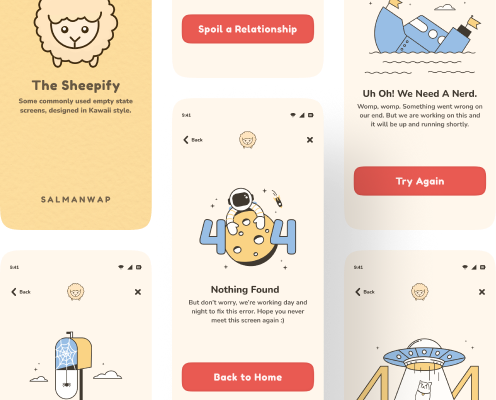 The Sheepify
Some commonly used empty state
screens, designed in Kawaii style.
SALMANWAP
9:41
Back
Spoil a Relationship
9:41
Back
404
Nothing Found
But don't worry, we're working day and
night to fix this error. Hope you never
meet this screen again :)
Back to Home
Uh Oh! We Need A Nerd.
Womp, womp. Something went wrong on
our end. But we are working on this and
it will be up and running shortly.
Try Again
9:41
Back